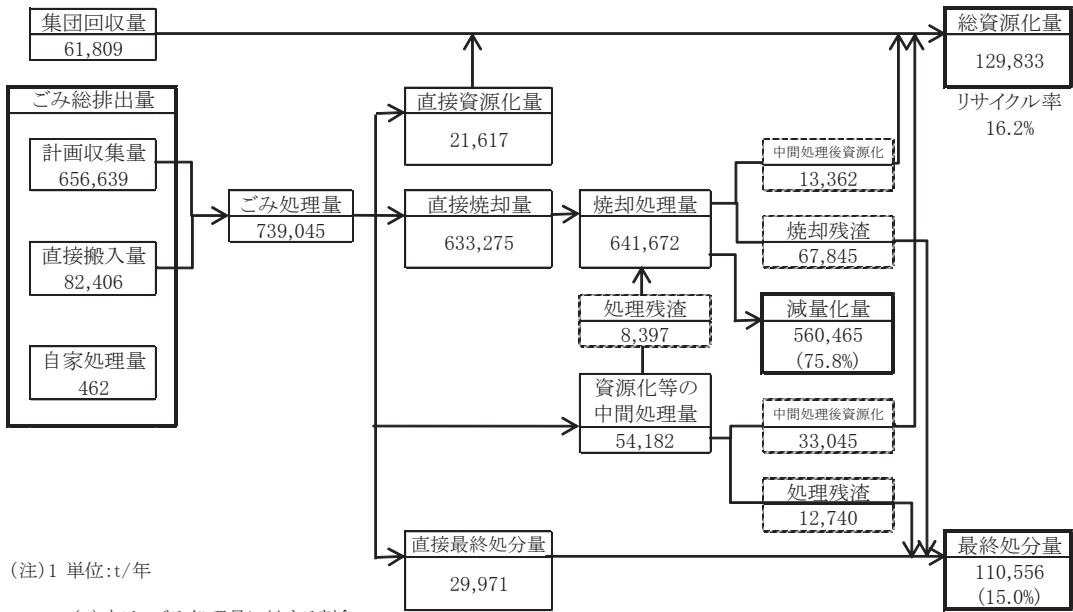 集団回収量
61,809
総資源化量
129,833
リサイクル率
16.2%
ごみ総排出量
計画収集量
656,639
直接搬入量
82,406
自家処理量
462
ごみ処理量
739,045
直接資源化量
21,617
直接焼却量
633,275
焼却処理量
641,672
中間処理後資源化
13,362
焼却残渣
67,845
処理残渣
8,397
減量化量
560,465
(75.8%)
資源化等の
中間処理量
54,182
中間処理後資源化
33,045
処理残渣
12,740
直接最終処分量
29,971
最終処分量
110,556
(15.0%)
(注)1 単位:t/年